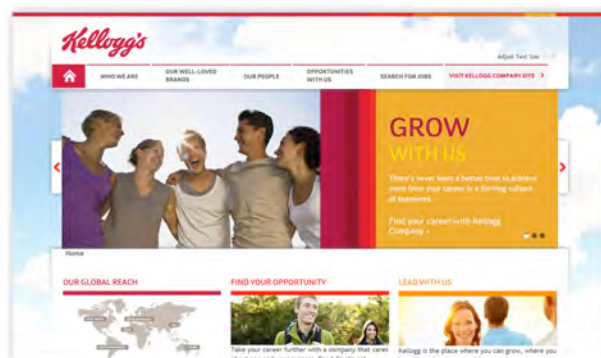 Kellogg's
Adjust Text Size
WHO WE ARE
OUR WELL-LOVED
BRANDS
OUR PEOPLE
OPPORTUNITIES
WITH US
SEARCH FOR JOBS
VISIT KELLOGG COMPANY SITE >
GROW
WITH US
There's never been a better time to achieve
more from your career in a thriving culture
of
Find your career with Kellogg
Company ›
Home
OUR GLOBAL REACH
FIND YOUR OPPORTUNITY
LEAD WITH US
Take your career further with a company that cares
Kellogg is the place where you can grow, where you